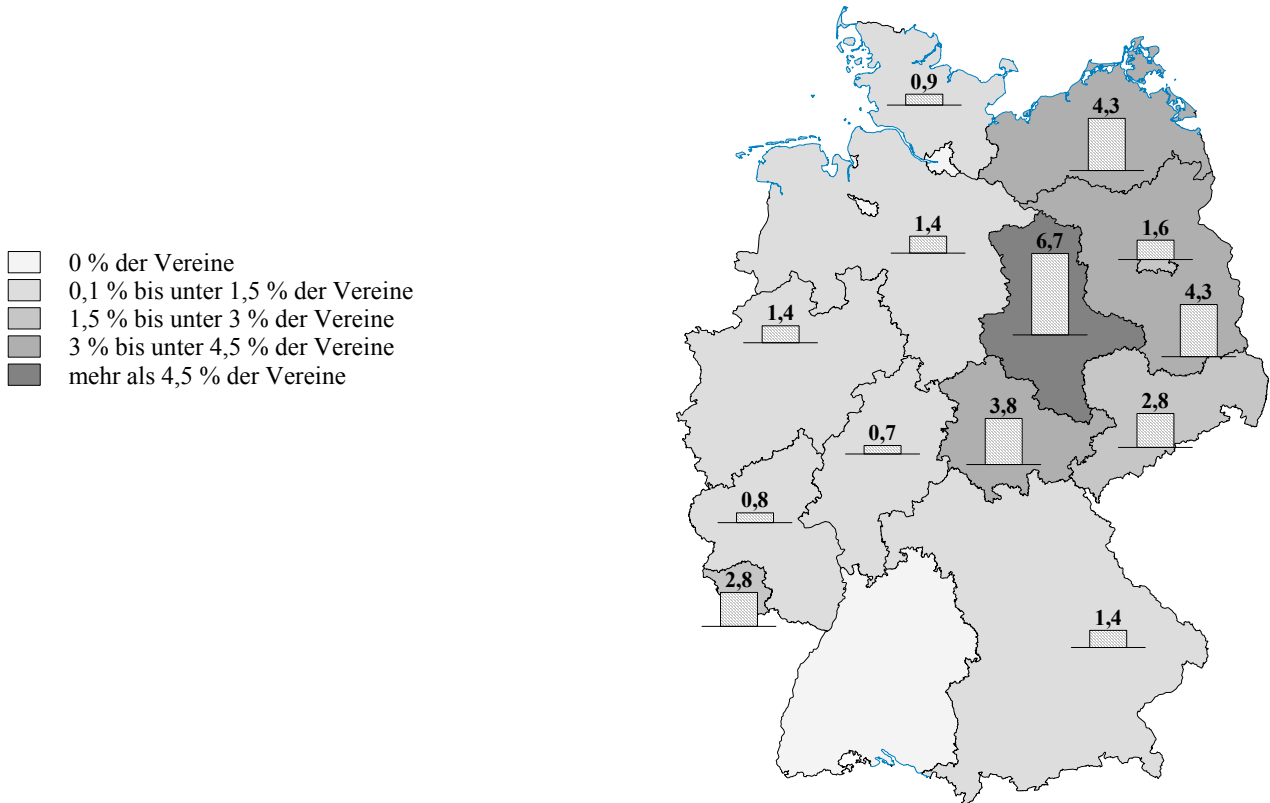 0 % der Vereine
0,1 % bis unter 1,5 % der Vereine
1,5 % bis unter 3 % der Vereine
3 % bis unter 4,5 % der Vereine
mehr als 4,5 % der Vereine
0,9
4,3
1,4
6,7
1,6
1,4
4,3
0,7
3,8
2,8
0,8
2,8
1,4